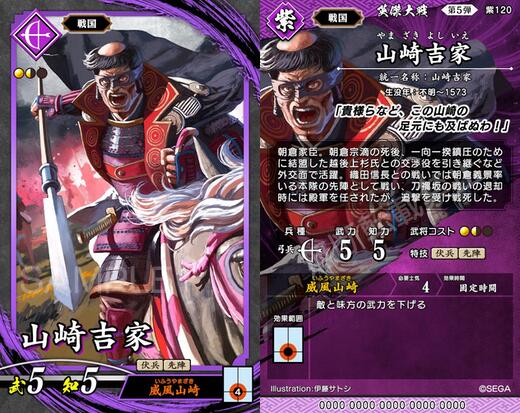 戦国
山崎吉家
伏兵 先陣
武5 知5
いふうやまざき
威風山崎
4
SAMPLE
紫
戦国
英傑大戦
第5弾
紫120
やまざきよしいえ
山崎吉家
統一名称:山崎吉家
生没年 不明~1573
「貴様らなど、この山崎の
足元にも及ばぬわ!」
朝倉家臣。朝倉宗滴の死後、一向一揆鎮圧のため
に結盟した越後上杉氏との交渉役を引き継ぐなど
外交面で活躍。織田信長との戦いでは朝倉義景率
いる本隊の先陣として戦い、刀禰坂の戦いの退却
時には殿軍を任されたが、追撃を受け戦死した。
兵種 武力 知力 武将コスト
弓兵 5 5
特技 伏兵 先陣
いふうやまざき 必要士気 効果時間
威風山崎 4 固定時間
敵と味方の武力を下げる
効果範囲
Illustration:伊藤サトシ
©SEGA
0000 0000 0000 0000 0000